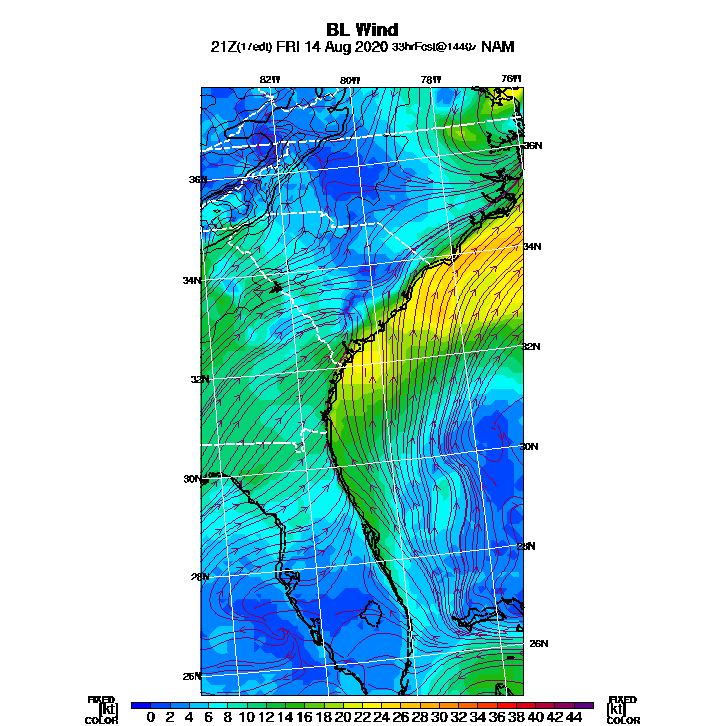 BL Wind
21Z(17edt) FRI 14 Aug 2020 33hrFcst@1440z NAM
82W 80W 78W 76W
36N 36N
34N 34N
32N 32N
30N 30N
28N 28N
26N 26N
FIXED FIXED
[kt] 0 2 4 6 8 10 12 14 16 18 20 22 24 26 28 30 32 34 36 38 40 42 44 [kt]
COLOR COLOR